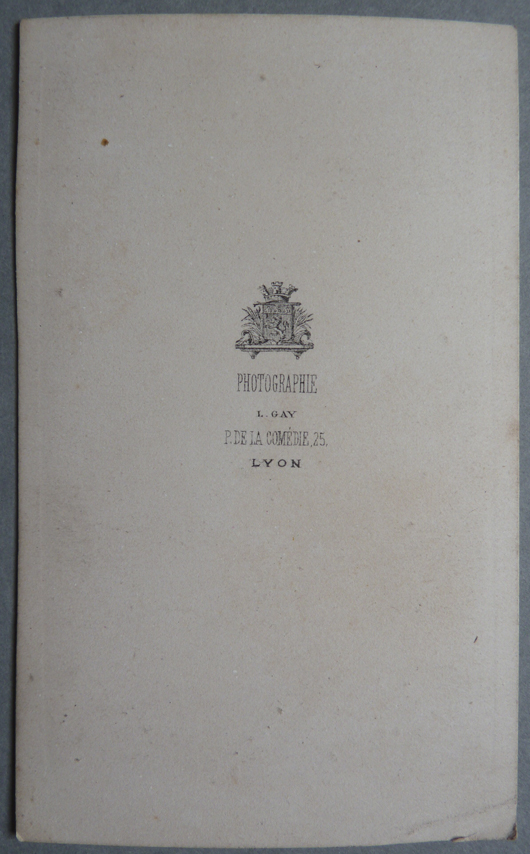 PHOTOGRAPHIE
L. GAY
P. DE LA COMÉDIE, 25.
LYON